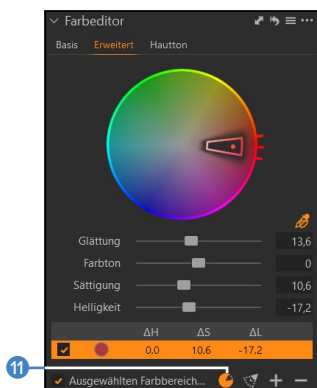 Farbeditor
Basis Erweitert Hautton
Glättung 13,6
Farbton 0
Sättigung 10,6
Helligkeit -17,2
ΔH ΔS ΔL
0,0 10,6 -17,2
11 Ausgewählten Farbbereich...